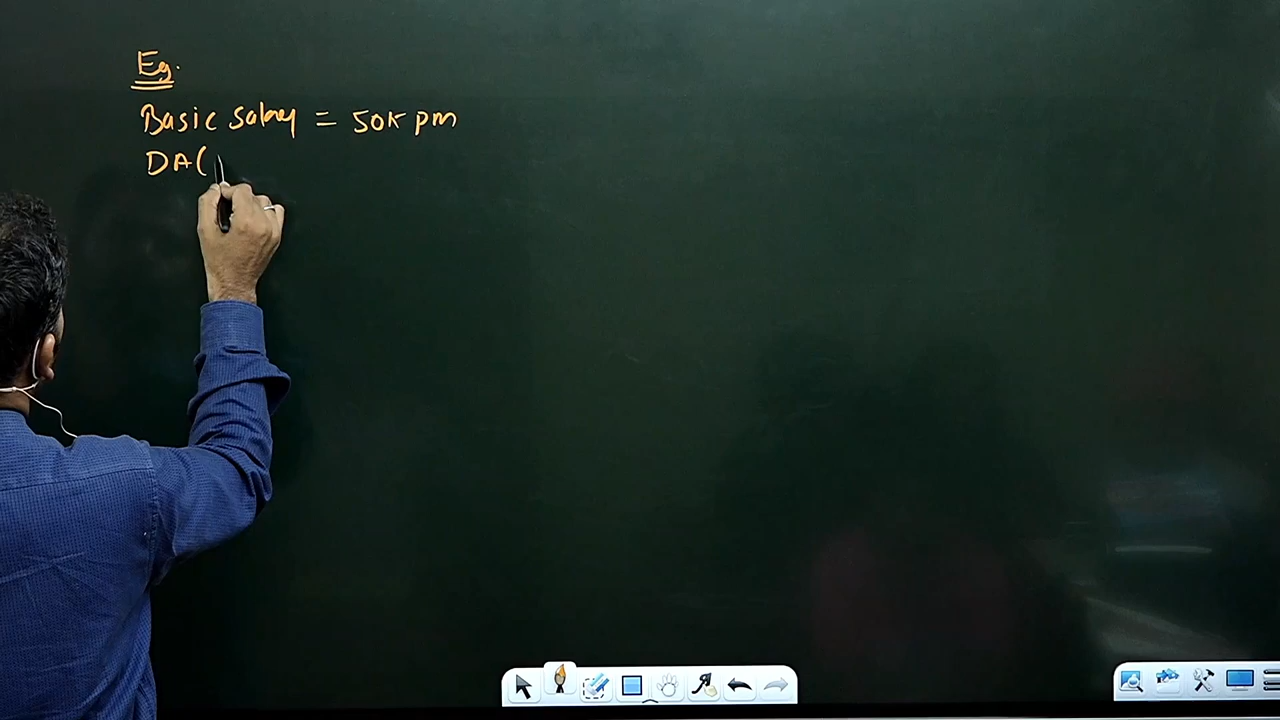 Eg.
Basic Salary = 50K pm
DA(